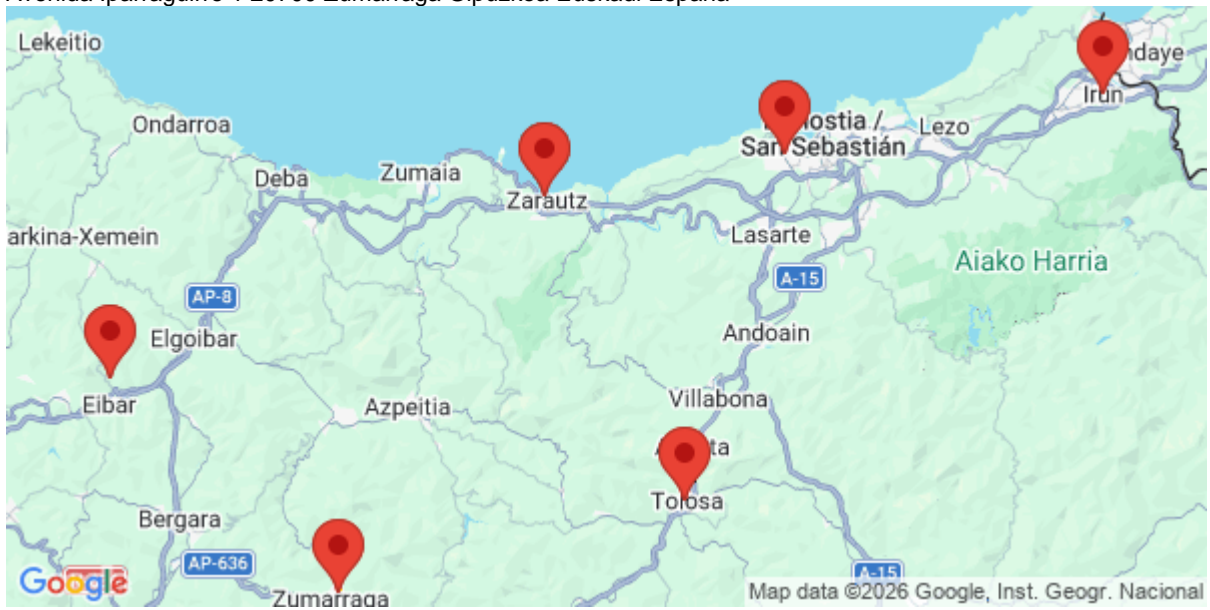 Lekeitio
ndaye
Irun
Ondarroa
Lezo
San Sebastián
Zumaia
Deba
Zarautz
arkina-Xemein
Lasarte
Aiako Harria
A-15
AP-8
Elgoibar
Andoain
Eibar
Azpeitia
Villabona
Tolosa
Bergara
AP-636
A-15
Google
Zumarraga
Map data ©2026 Google, Inst. Geogr. Nacional